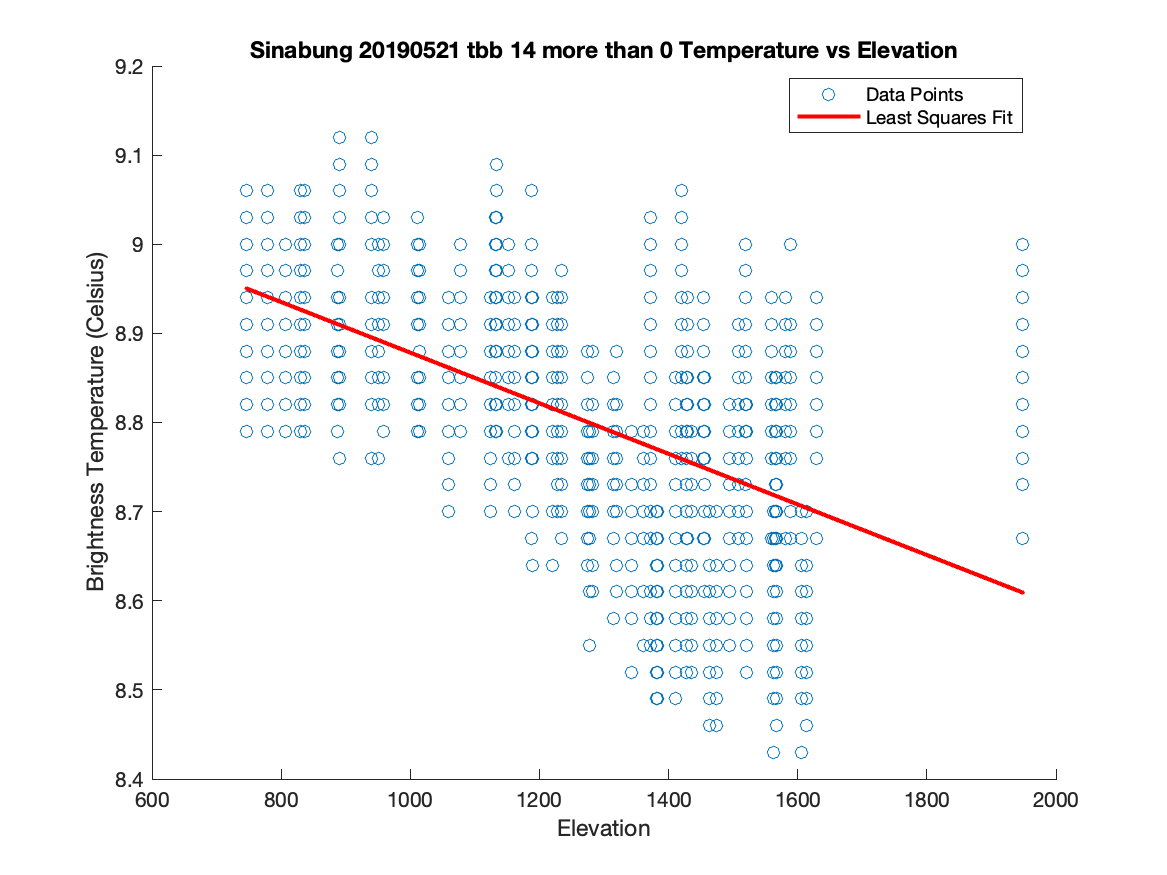 Sinabung 20190521 tbb 14 more than 0 Temperature vs Elevation
Data Points
Least Squares Fit
Brightness Temperature (Celsius)
9.2
9.1
9
8.9
8.8
8.7
8.6
8.5
8.4
600 800 1000 1200 1400 1600 1800 2000
Elevation